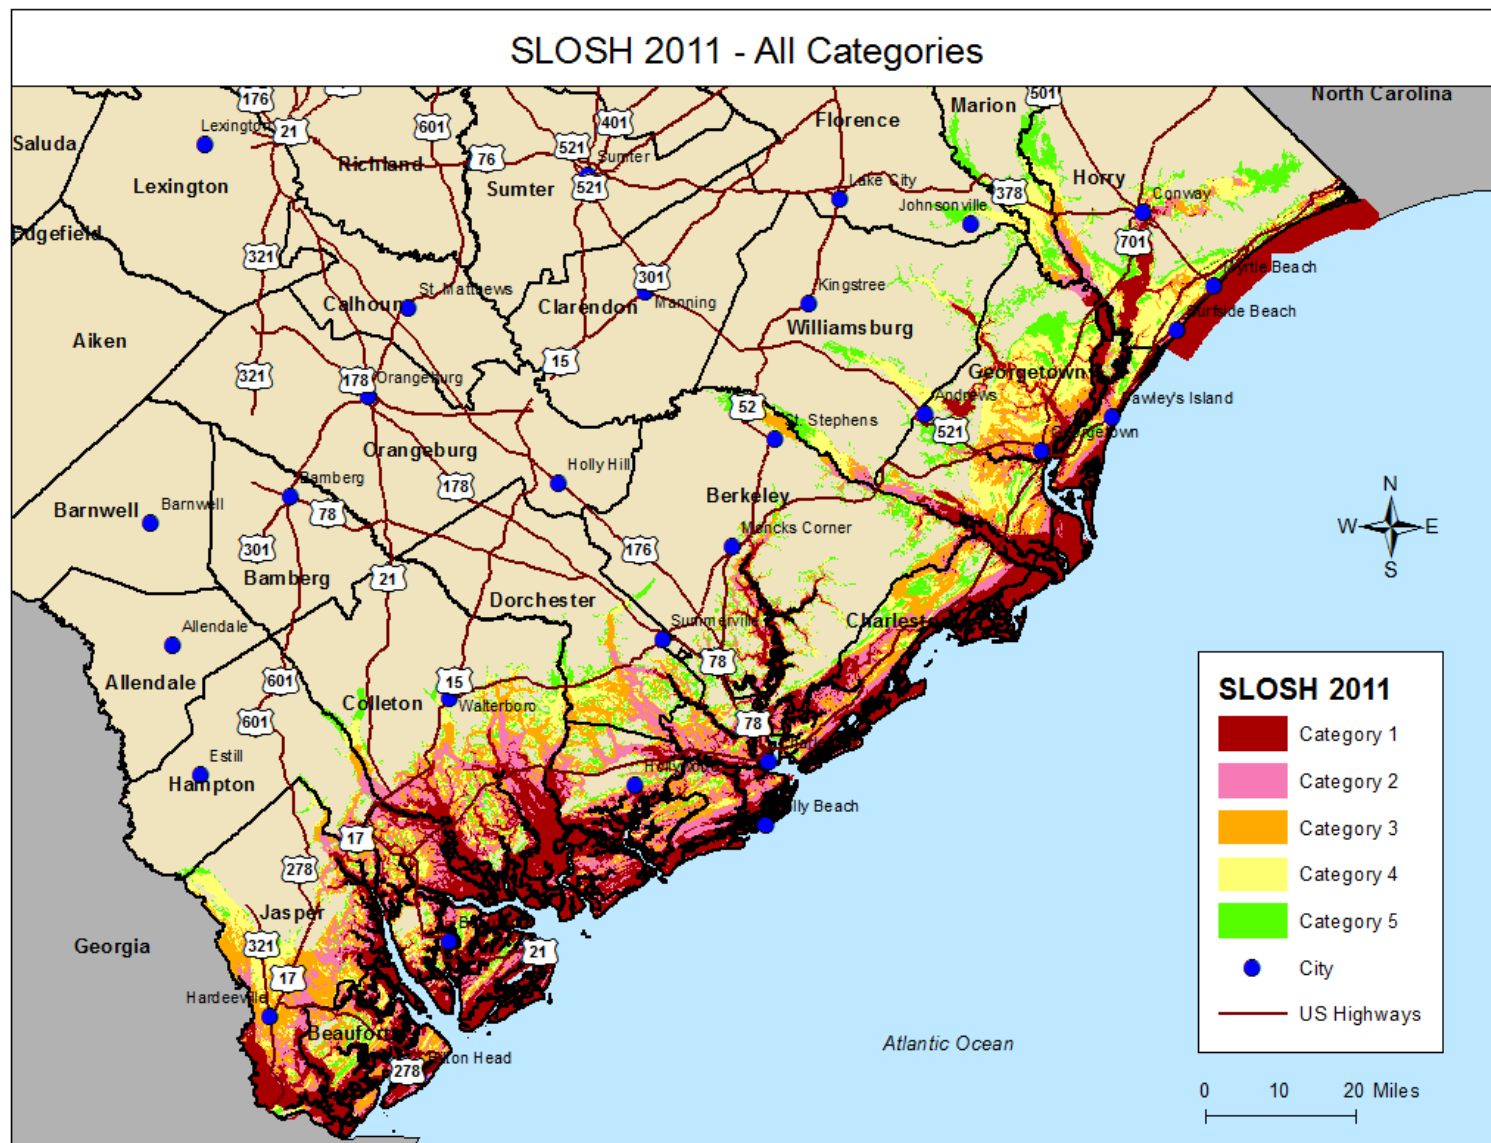 SLOSH 2011 - All Categories
176
501
North Carolina
Marion
Lexington
21
601
401
Florence
Saluda
Richland
76
521
Sumter
Lexington
Sumter
521
Lake City
378
Horry
Conway
Johnsonville
Edgefield
321
701
301
Myrtle Beach
Calhoun
St. Matthews
Clarendon
Manning
Kingstree
Surfside Beach
Aiken
Williamsburg
15
321
178
Orangeburg
Georgetown
Andrews
Pawley's Island
52
St. Stephens
521
Georgetown
Orangeburg
Holly Hill
Bamberg
178
Berkeley
Barnwell
Barnwell
78
Moncks Corner
N
W
E
S
301
176
Bamberg
21
Dorchester
Allendale
Summerville
Charleston
78
Allendale
601
15
Colleton
Walterboro
601
78
Estill
Hampton
17
278
Jasper
321
21
Georgia
17
Hardeeville
Beaufort
278
Atlantic Ocean
SLOSH 2011
Category 1
Category 2
Category 3
Category 4
Category 5
City
US Highways
0 10 20 Miles